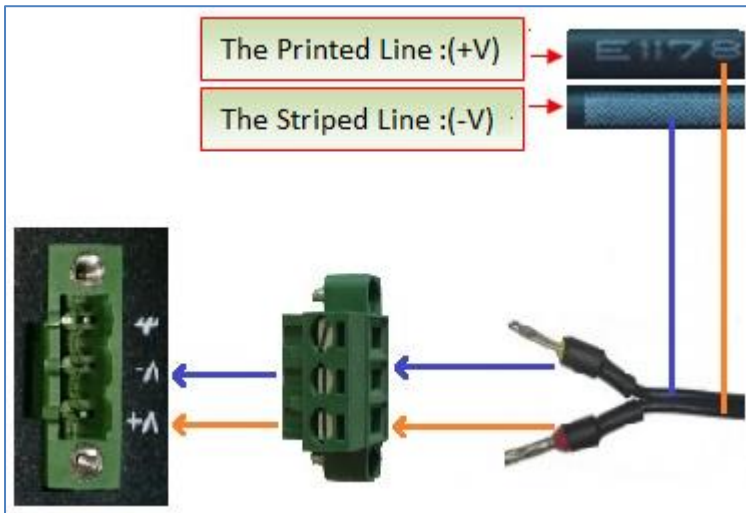 The Printed Line :(+V)
E1178
The Striped Line :(-V)
-V
+V